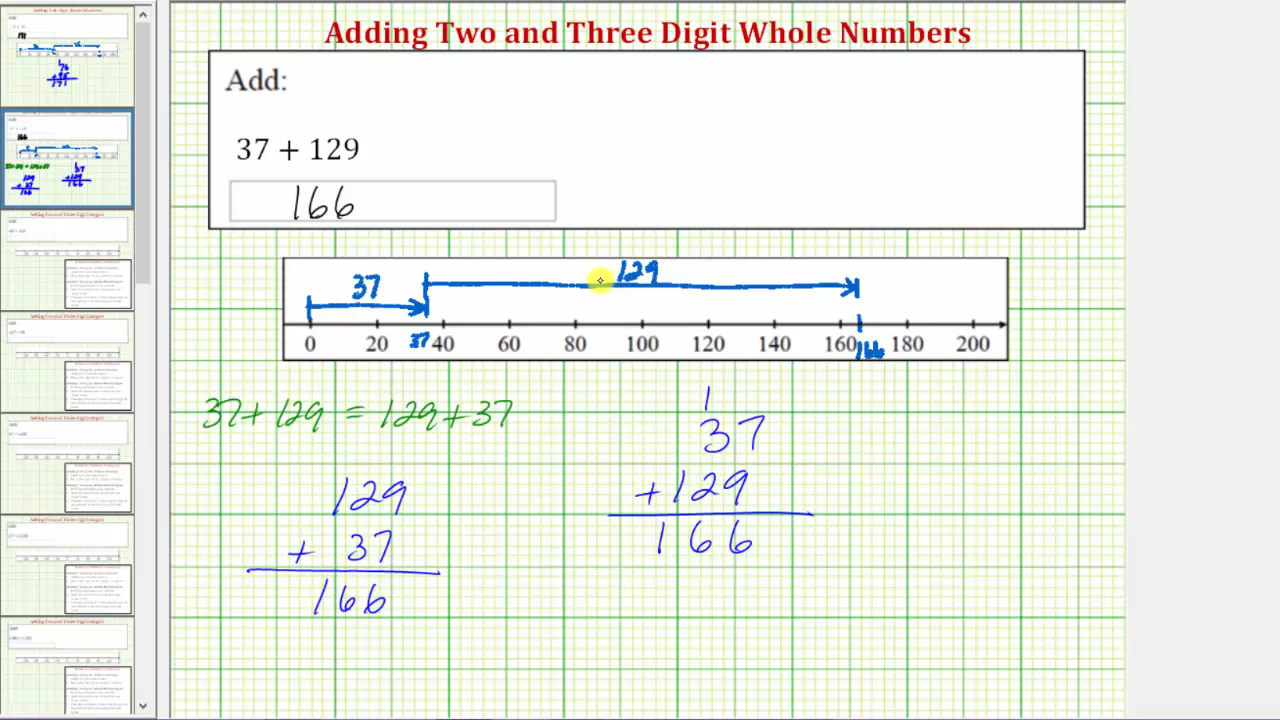 Adding Two and Three Digit Whole Numbers
Add:
37 + 129
166
37
129
0 20 37 40 60 80 100 120 140 160 166 180 200
37 + 129 = 129 + 37
1
37
+129
166
129
+ 37
166